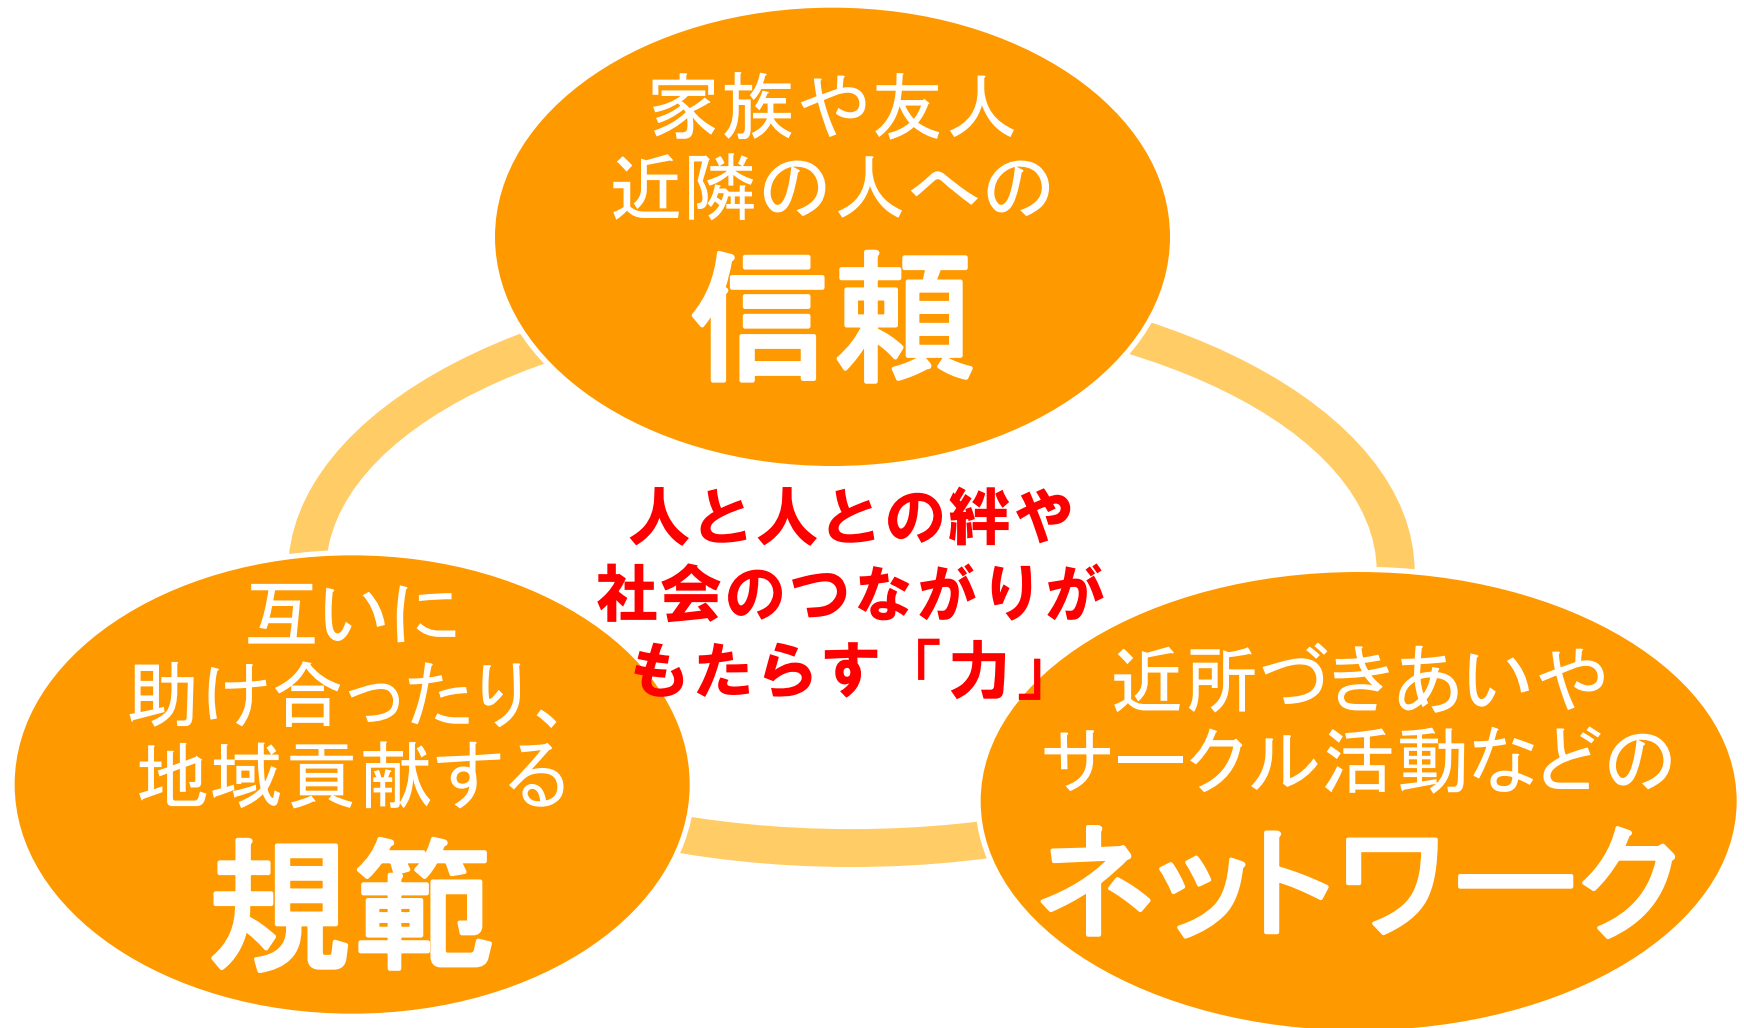 家族や友人
近隣の人への
信頼
人と人との絆や
社会のつながりが
もたらす「力」
互いに
助け合ったり、
地域貢献する
規範
近所づきあいや
サークル活動などの
ネットワーク